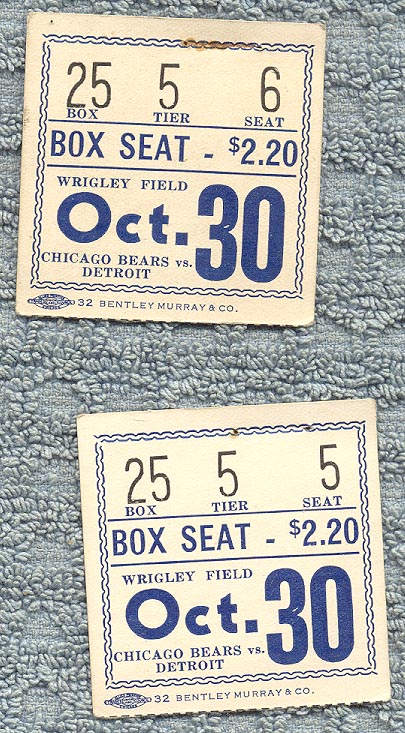 25 5 6
BOX TIER SEAT
BOX SEAT - $2.20
WRIGLEY FIELD
Oct. 30
CHICAGO BEARS vs.
DETROIT
32 BENTLEY MURRAY & CO.
25 5 5
BOX TIER SEAT
BOX SEAT - $2.20
WRIGLEY FIELD
Oct. 30
CHICAGO BEARS vs.
DETROIT
32 BENTLEY MURRAY & CO.